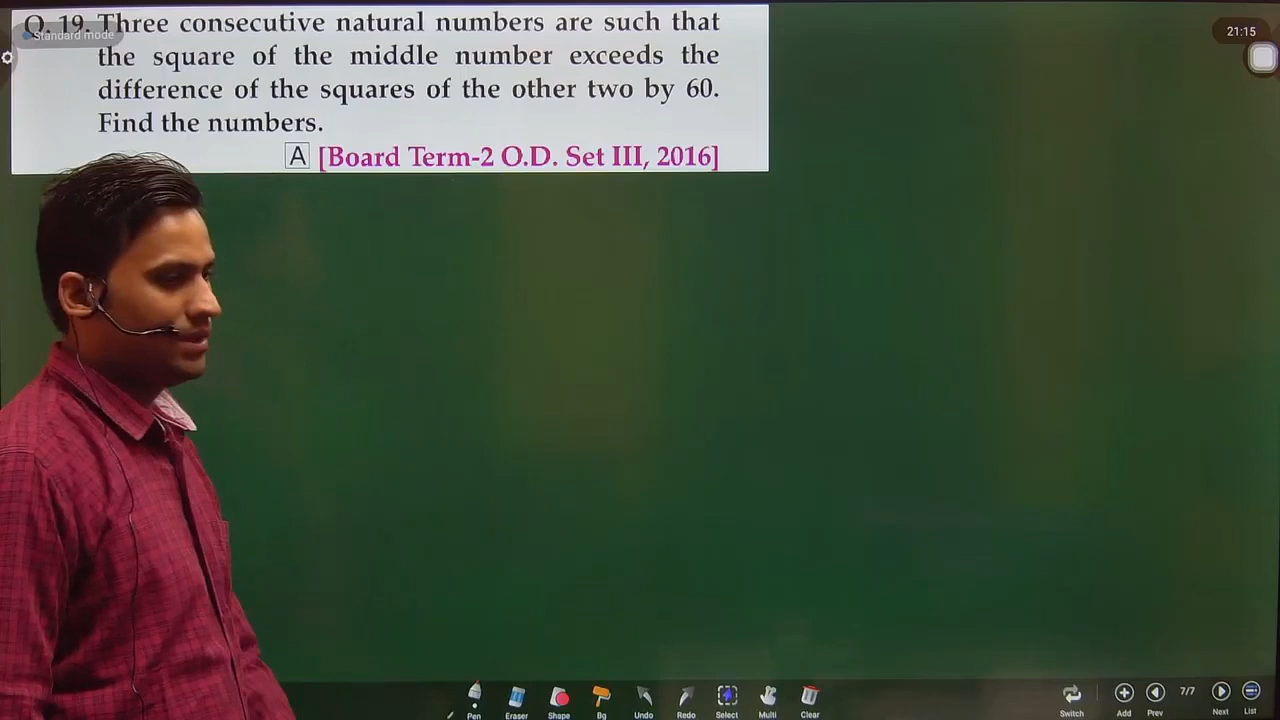 Q. 19. Three consecutive natural numbers are such that
Standard mode
the square of the middle number exceeds the
difference of the squares of the other two by 60.
Find the numbers.
A [Board Term-2 O.D. Set III, 2016]
21:15
Pen Eraser Shape Bg Undo Redo Select Multi Clear
Switch Add Prev 7/7 Next List